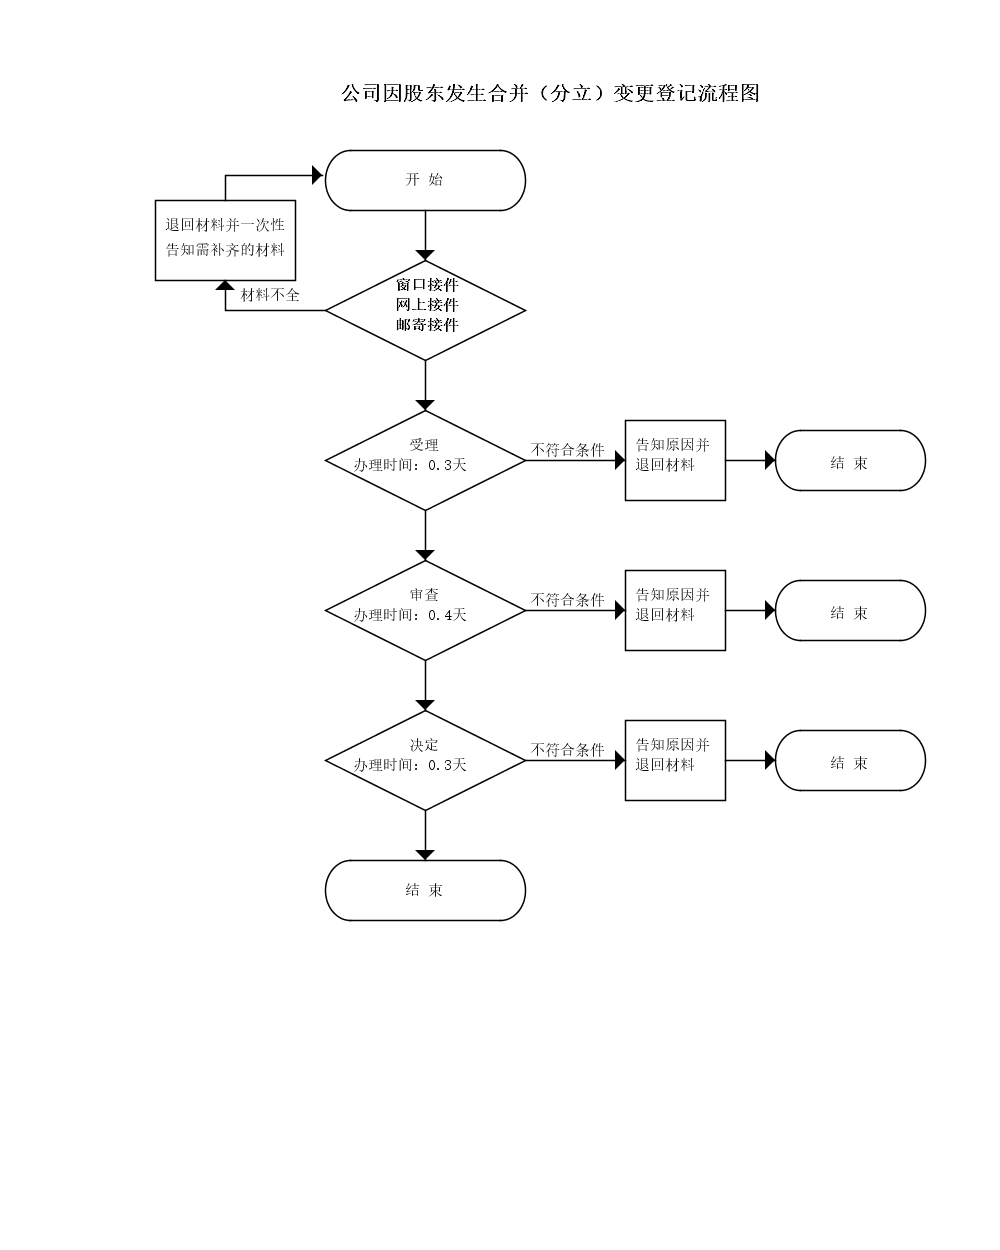 公司因股东发生合并（分立）变更登记流程图
开 始
退回材料并一次性
告知需补齐的材料
材料不全
窗口接件
网上接件
邮寄接件
受理
办理时间: 0.3天
不符合条件
告知原因并
退回材料
结 束
审查
办理时间: 0.4天
不符合条件
告知原因并
退回材料
结 束
决定
办理时间: 0.3天
不符合条件
告知原因并
退回材料
结 束
结 束